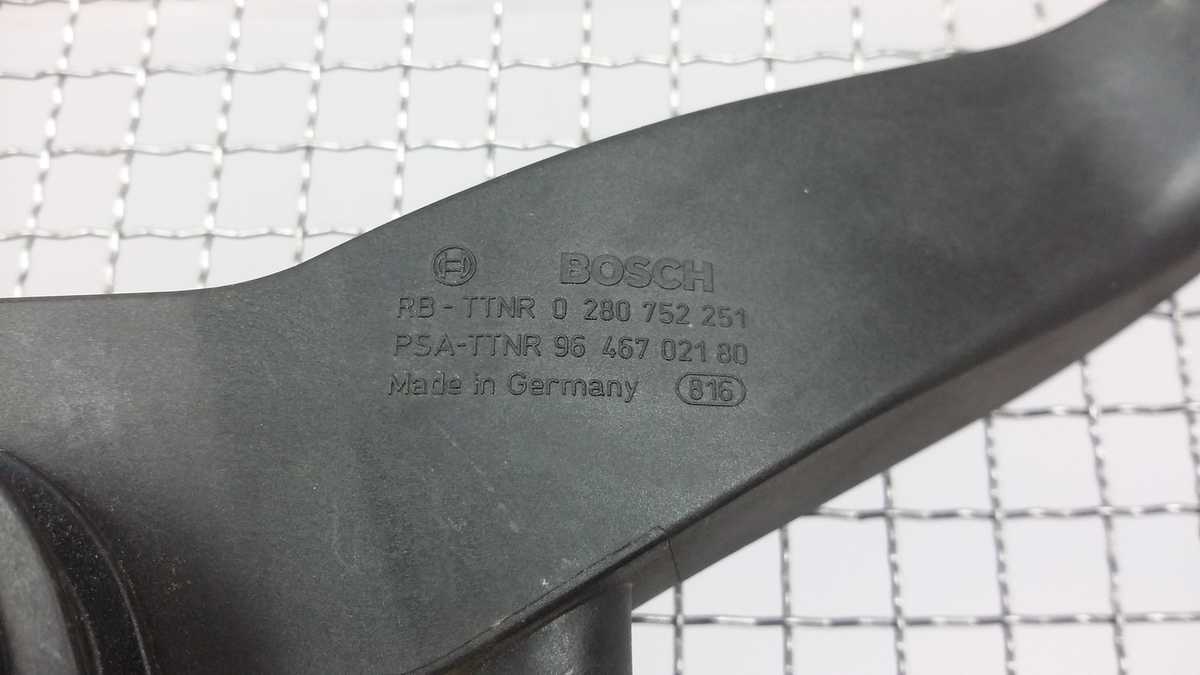 BOSCH
RB - TTNR 0 280 752 251
PSA-TTNR 96 467 021 80
Made in Germany 816